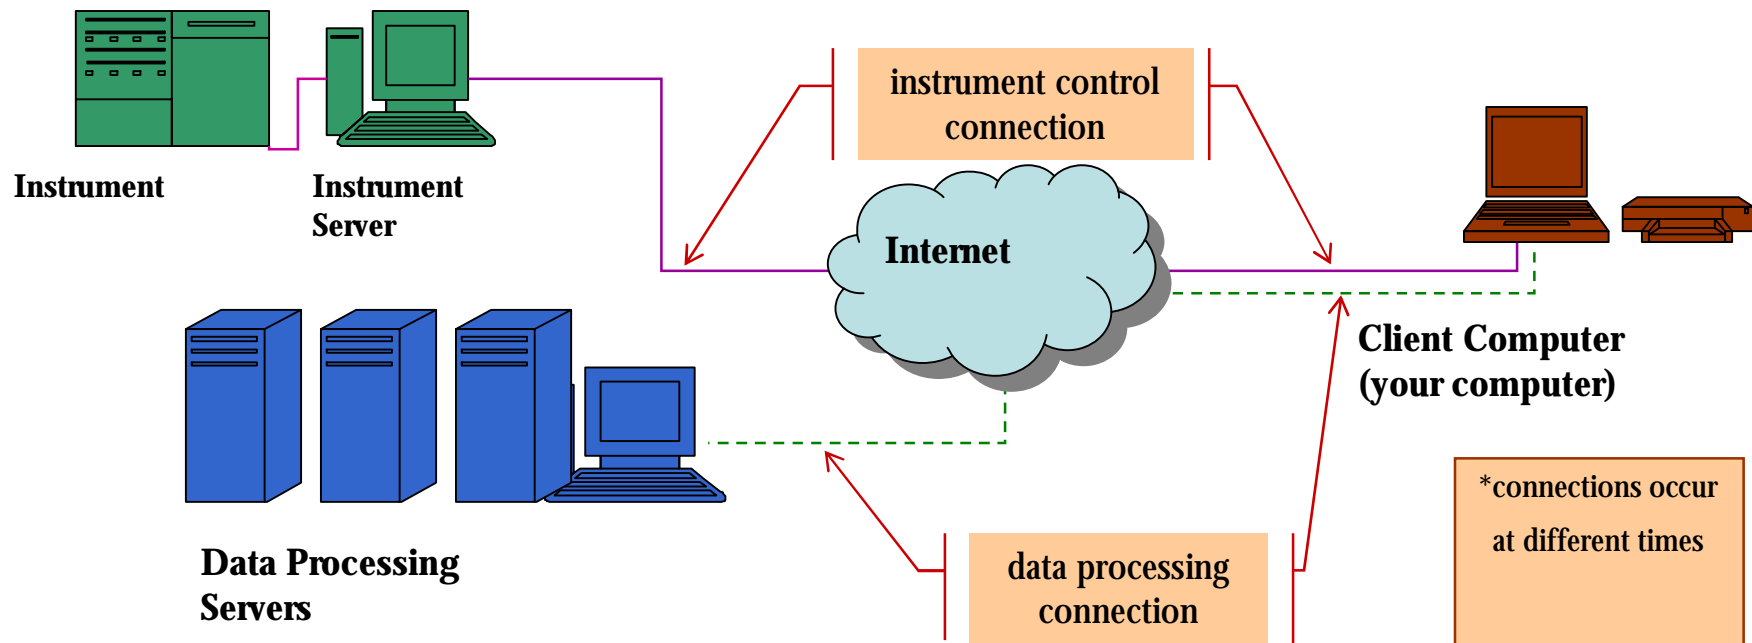 instrument control
connection
Instrument
Instrument
Server
Internet
Client Computer
(your computer)
*connections occur
at different times
Data Processing
Servers
data processing
connection